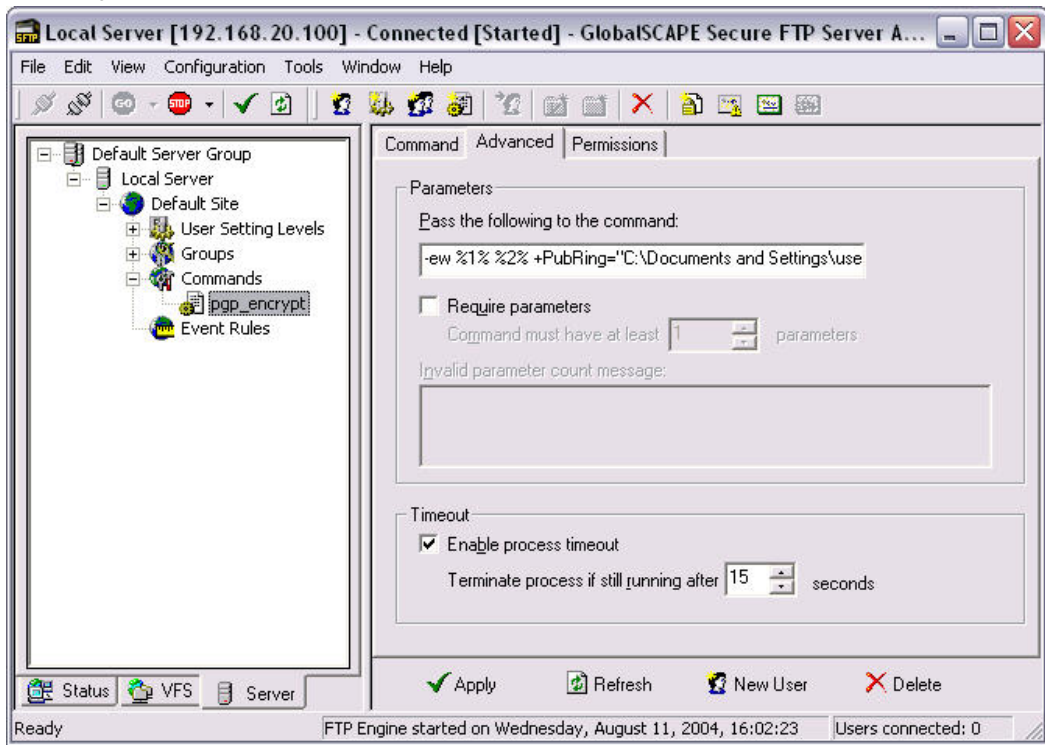 Local Server [192.168.20.100] - Connected [Started] - GlobalSCAPE Secure FTP Server A...
File Edit View Configuration Tools Window Help
GO STOP
Default Server Group
Local Server
Default Site
User Setting Levels
Groups
Commands
pgp_encrypt
Event Rules
Command Advanced Permissions
Parameters
Pass the following to the command:
-ew %1% %2% +PubRing="C:\Documents and Settings\use
Require parameters
Command must have at least 1 parameters
Invalid parameter count message:
Timeout
Enable process timeout
Terminate process if still running after 15 seconds
Status VFS Server
Apply Refresh New User Delete
Ready FTP Engine started on Wednesday, August 11, 2004, 16:02:23 Users connected: 0